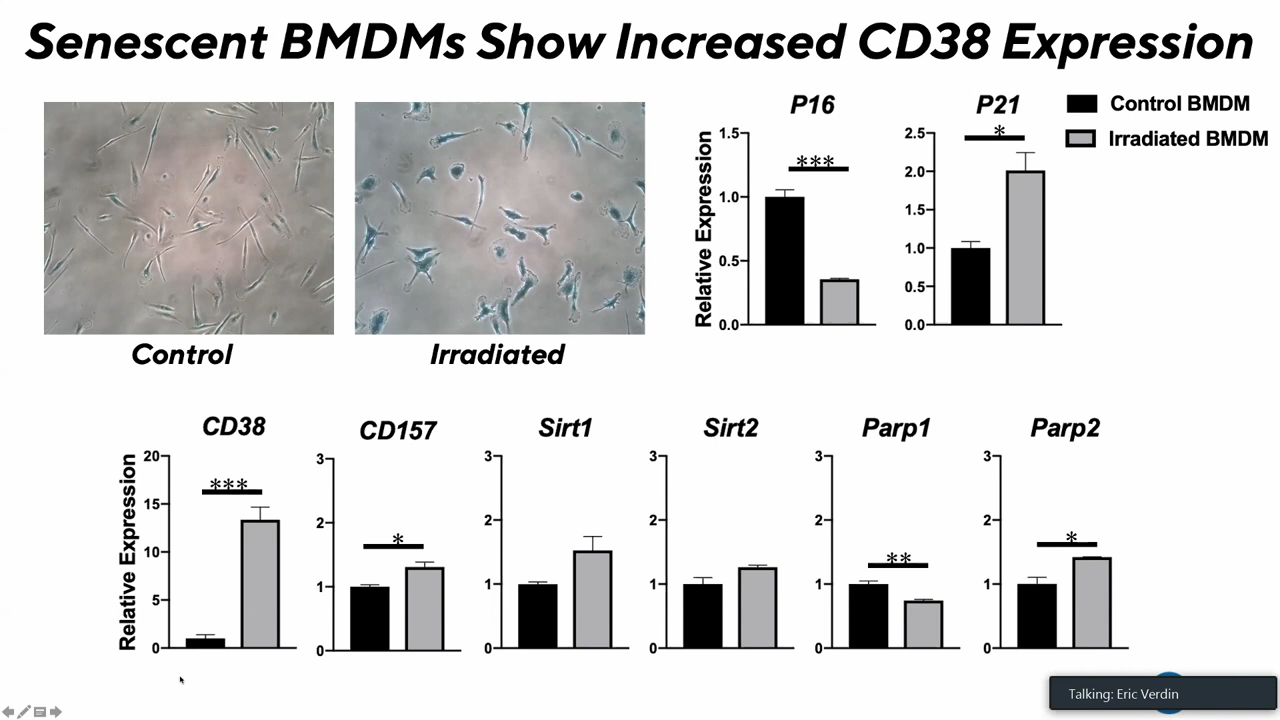 Senescent BMDMs Show Increased CD38 Expression
Control
Irradiated
P16
P21
Control BMDM
Irradiated BMDM
Relative Expression
1.5
1.0
0.5
0.0
***
2.5
2.0
1.5
1.0
0.5
0.0
*
CD38
CD157
Sirt1
Sirt2
Parp1
Parp2
Relative Expression
20
15
10
5
0
***
3
2
1
0
*
3
2
1
0
3
2
1
0
3
2
1
0
**
3
2
1
0
*
Talking: Eric Verdin